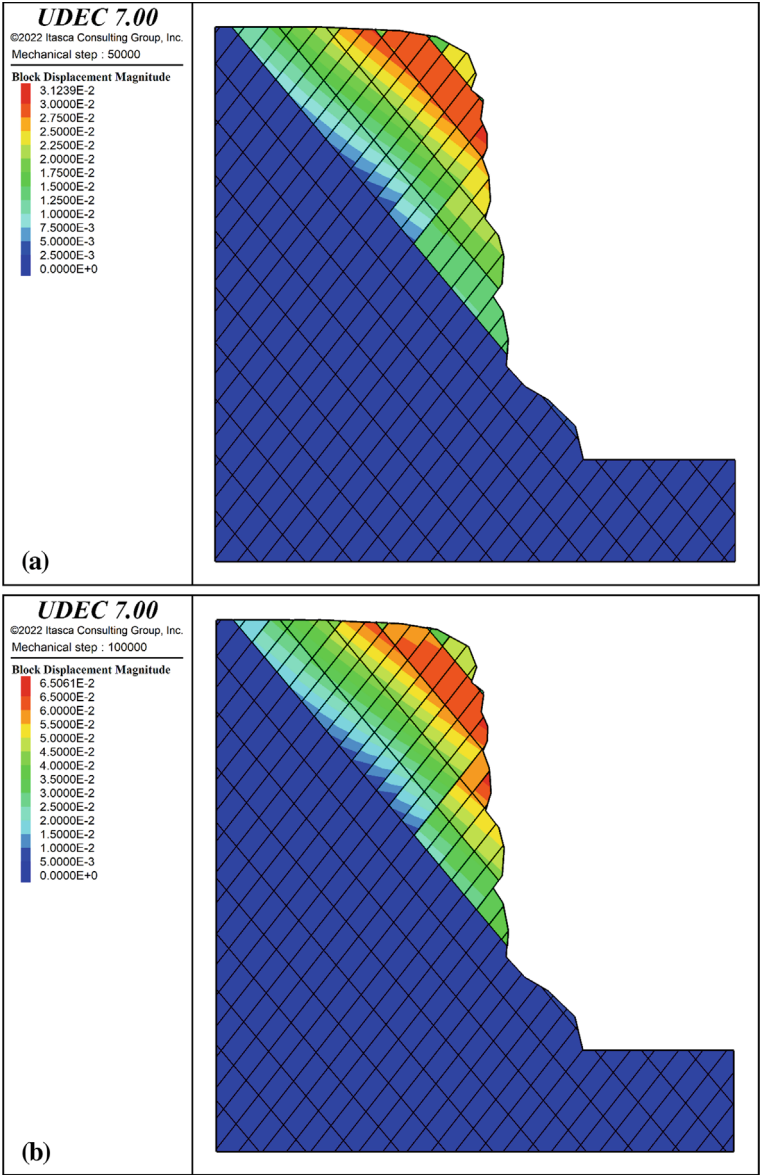 UDEC 7.00
©2022 Itasca Consulting Group, Inc.
Mechanical step : 50000
Block Displacement Magnitude
3.1239E-2
3.0000E-2
2.7500E-2
2.5000E-2
2.2500E-2
2.0000E-2
1.7500E-2
1.5000E-2
1.2500E-2
1.0000E-2
7.5000E-3
5.0000E-3
2.5000E-3
0.0000E+0
(a)
UDEC 7.00
©2022 Itasca Consulting Group, Inc.
Mechanical step : 100000
Block Displacement Magnitude
6.5061E-2
6.5000E-2
6.0000E-2
5.5000E-2
5.0000E-2
4.5000E-2
4.0000E-2
3.5000E-2
3.0000E-2
2.5000E-2
2.0000E-2
1.5000E-2
1.0000E-2
5.0000E-3
0.0000E+0
(b)